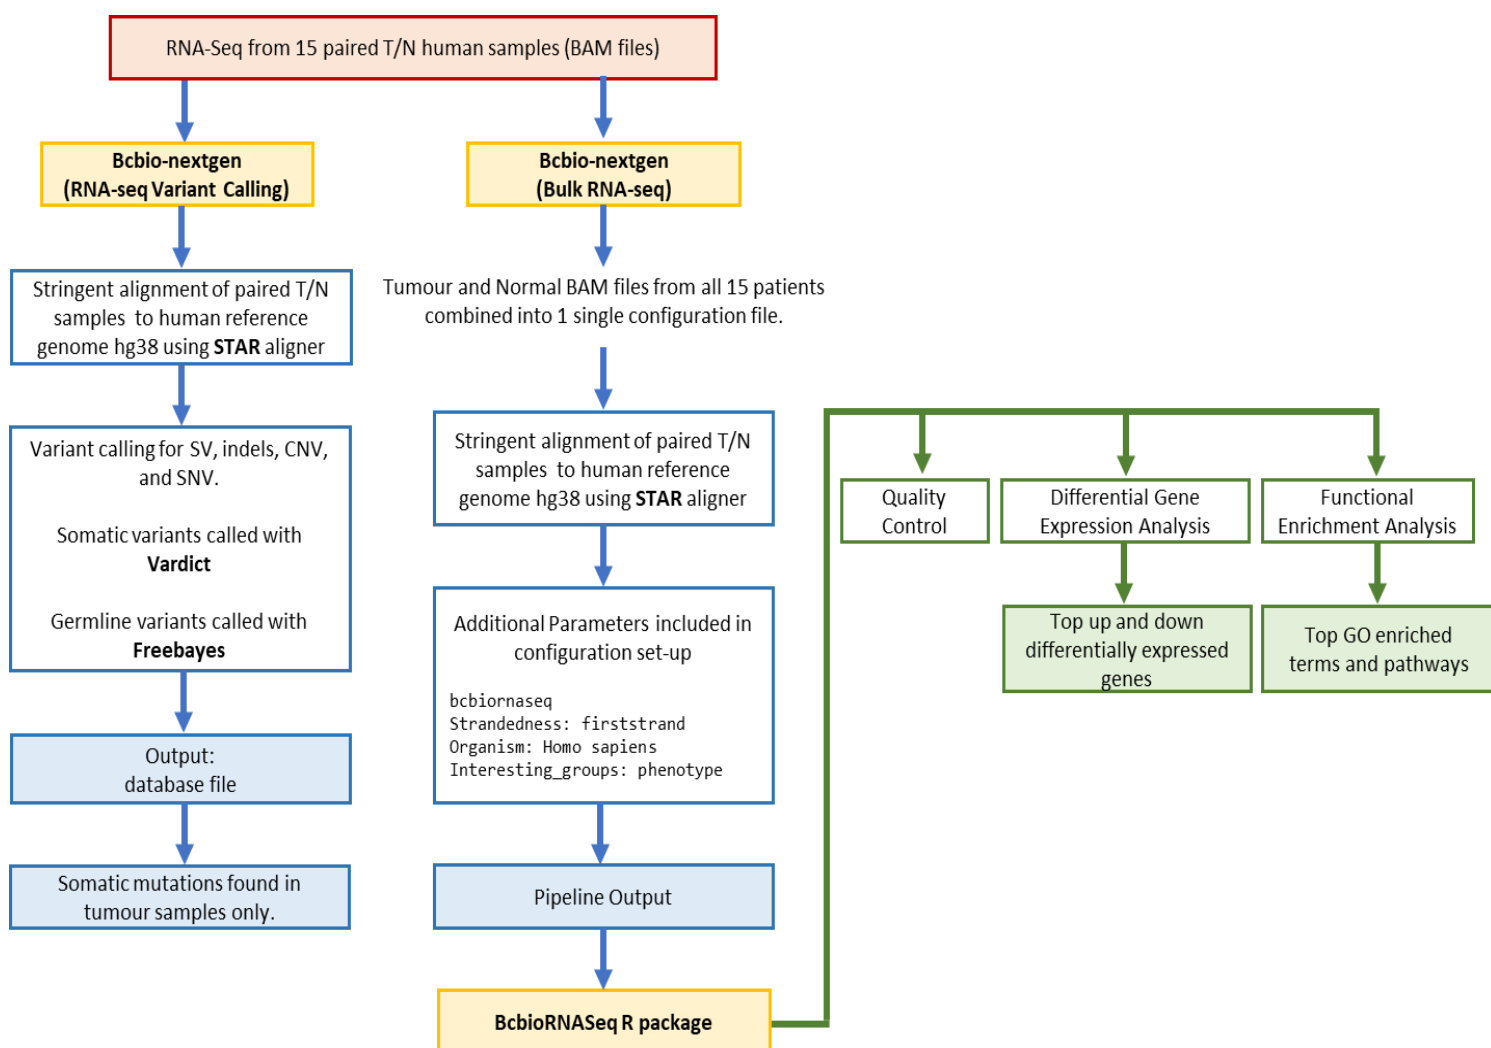 RNA-Seq from 15 paired T/N human samples (BAM files)
Bcbio-nextgen
(RNA-seq Variant Calling)
Stringent alignment of paired T/N
samples to human reference
genome hg38 using STAR aligner
Variant calling for SV, indels, CNV,
and SNV.
Somatic variants called with
Vardict
Germline variants called with
Freebayes
Output:
database file
Somatic mutations found in
tumour samples only.
Bcbio-nextgen
(Bulk RNA-seq)
Tumour and Normal BAM files from all 15 patients
combined into 1 single configuration file.
Stringent alignment of paired T/N
samples to human reference
genome hg38 using STAR aligner
Additional Parameters included in
configuration set-up
bcbiornaseq
Strandedness: firststrand
Organism: Homo sapiens
Interesting_groups: phenotype
Pipeline Output
BcbioRNASeq R package
Quality
Control
Differential Gene
Expression Analysis
Top up and down
differentially expressed
genes
Functional
Enrichment Analysis
Top GO enriched
terms and pathways